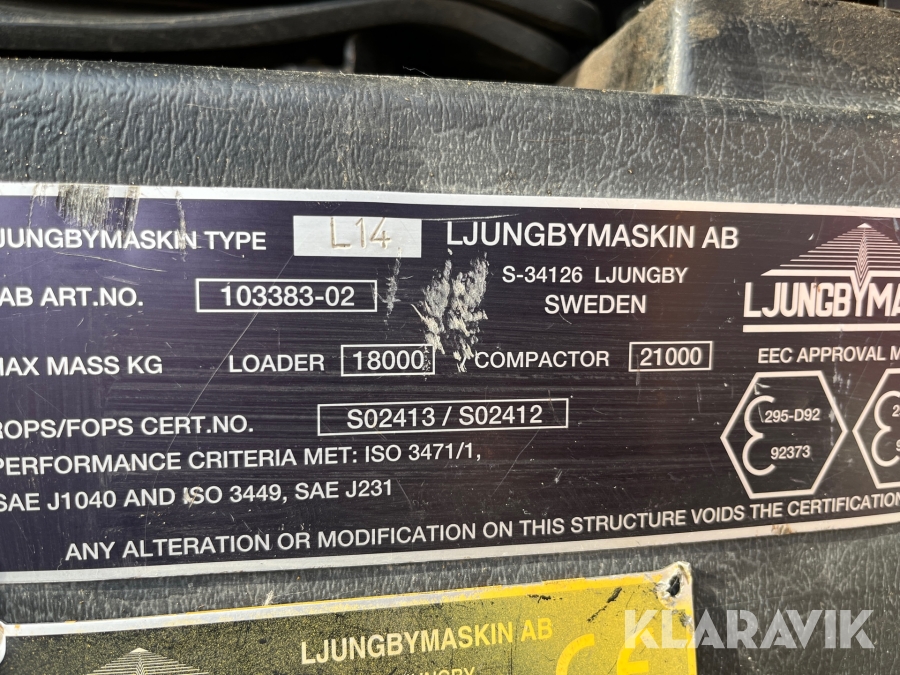 JUNGBYMASKIN TYPE L14 LJUNGBYMASKIN AB
S-34126 LJUNGBY
SWEDEN
LJUNGBYMA
AB ART.NO. 103383-02
MAX MASS KG LOADER 18000 COMPACTOR 21000
EEC APPROVAL
ROPS/FOPS CERT.NO. S02413 / S02412
295-D92
92373
PERFORMANCE CRITERIA MET: ISO 3471/1,
SAE J1040 AND ISO 3449, SAE J231
ANY ALTERATION OR MODIFICATION ON THIS STRUCTURE VOIDS THE CERTIFICATION
LJUNGBYMASKIN AB
CE
KLARAVIK